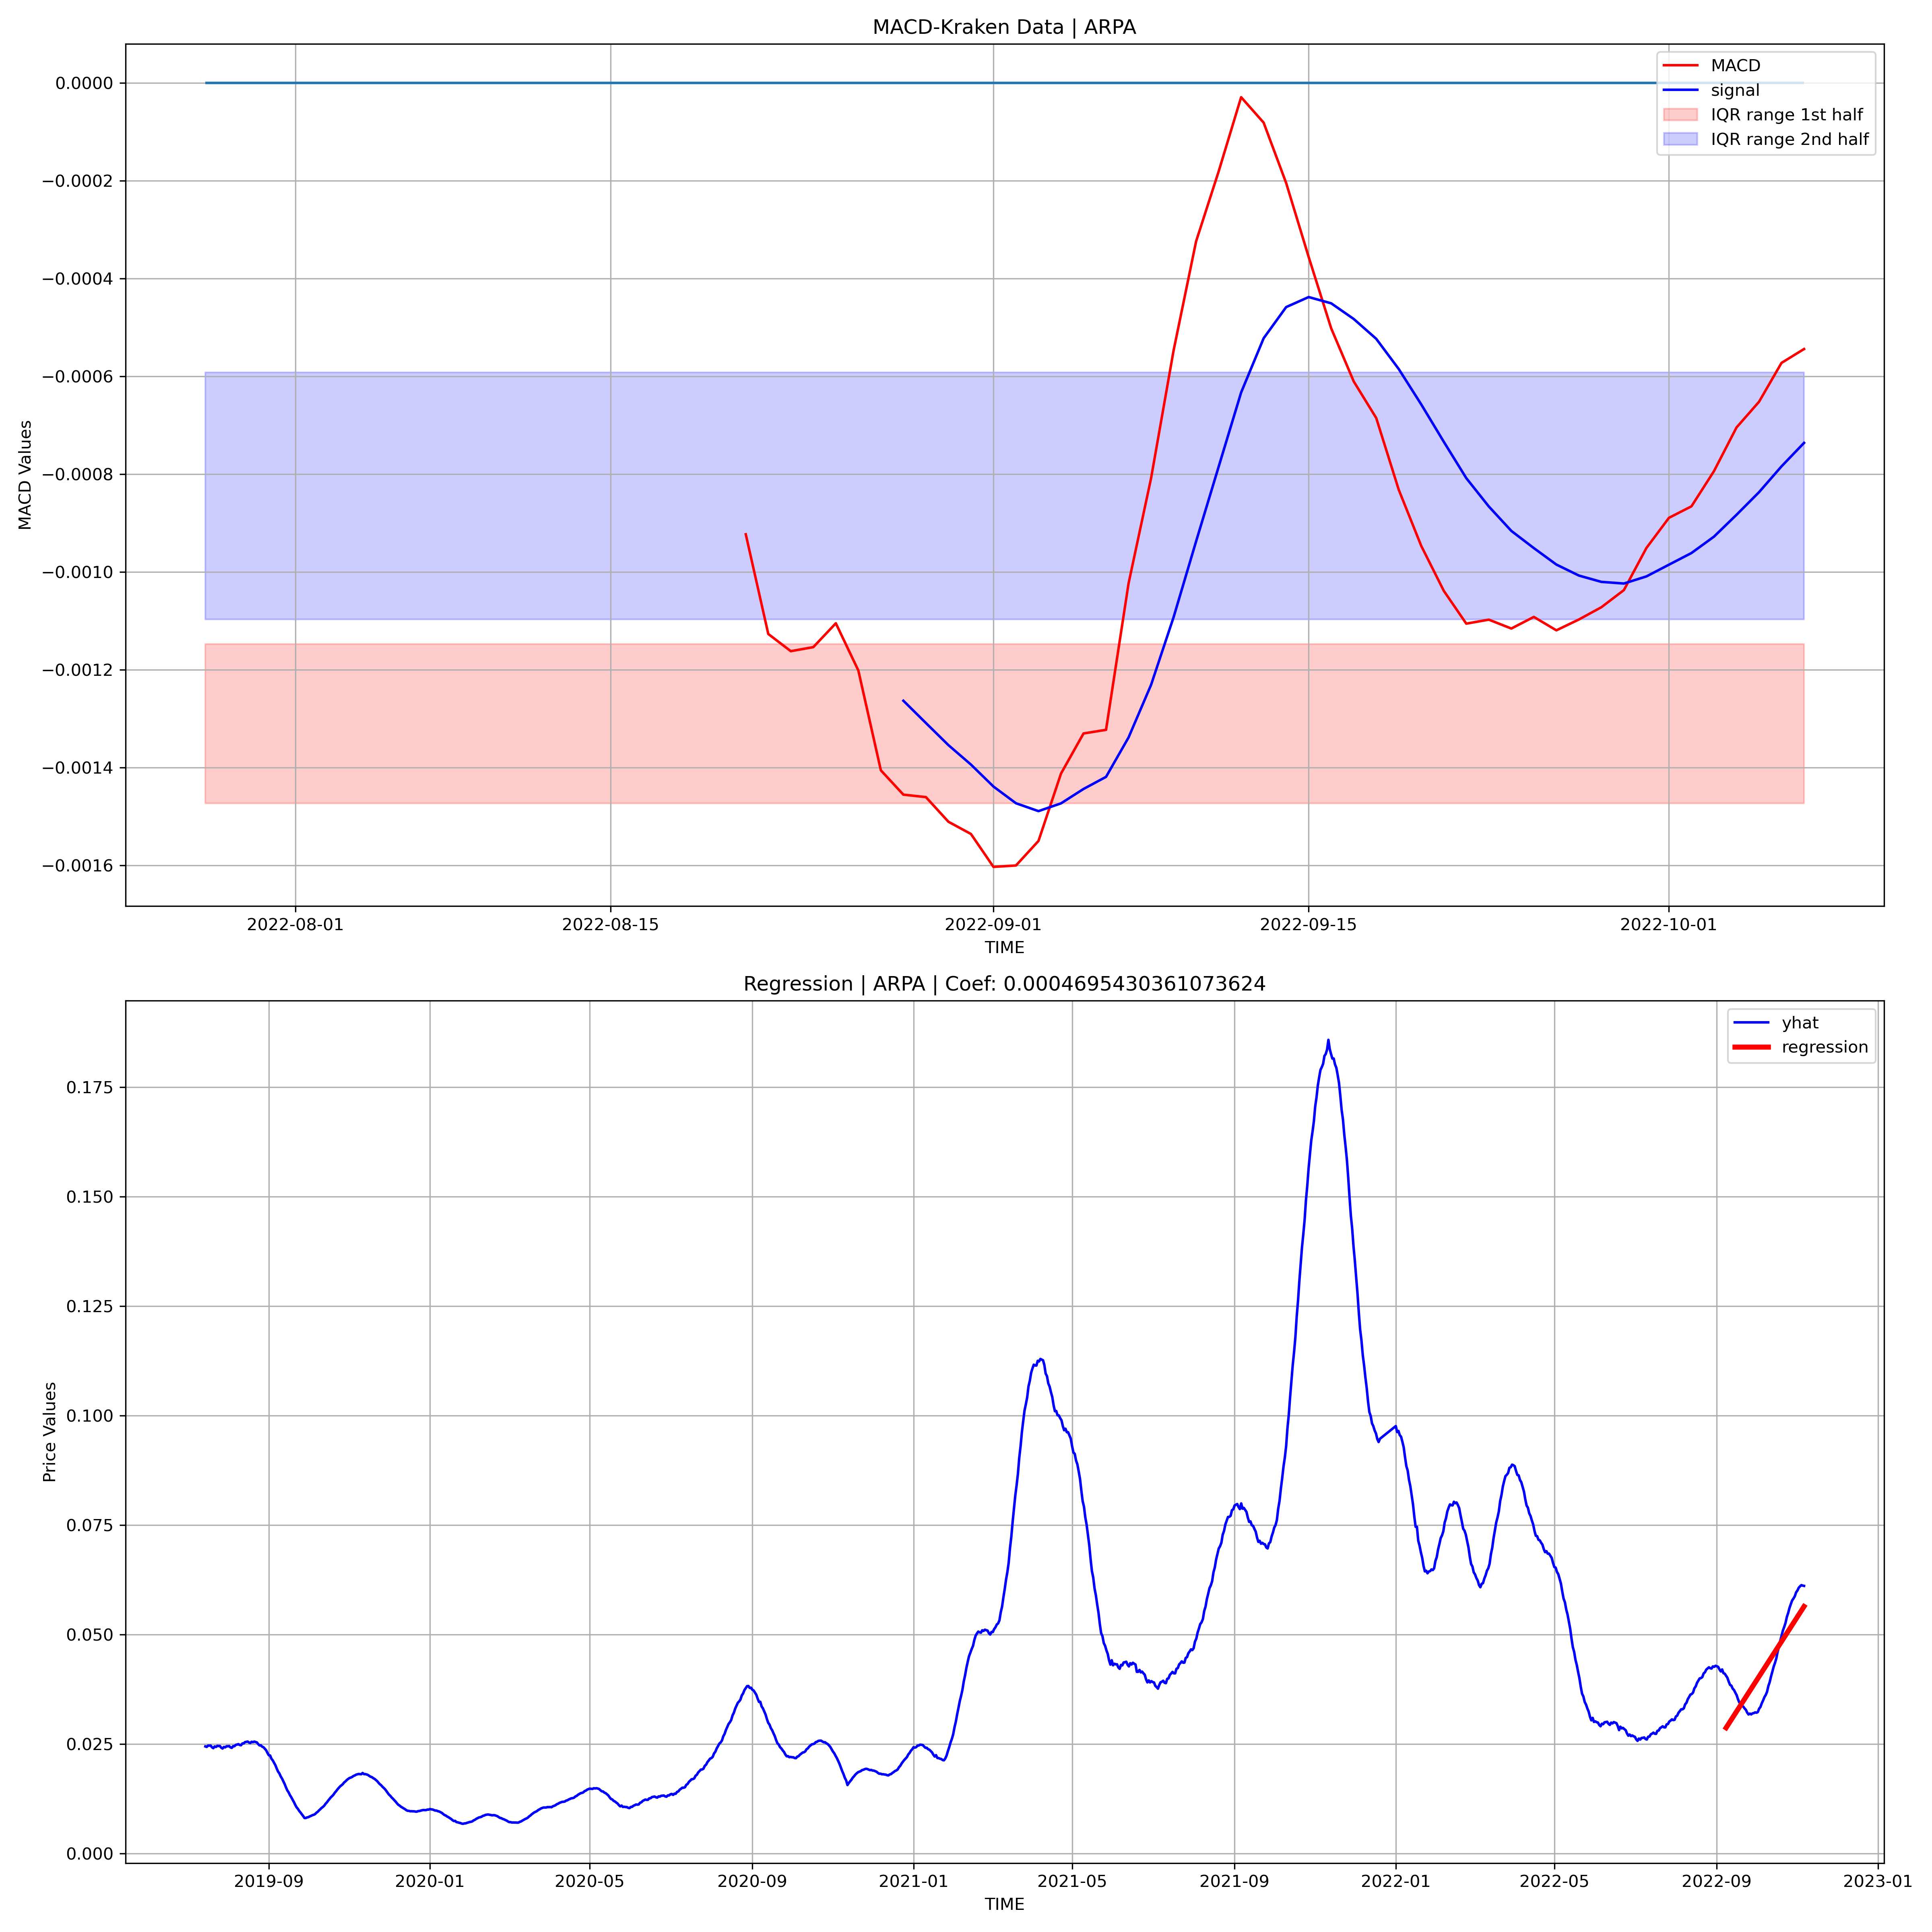 MACD-Kraken Data | ARPA
MACD
signal
IQR range 1st half
IQR range 2nd half
0.0000
−0.0002
−0.0004
−0.0006
−0.0008
−0.0010
−0.0012
−0.0014
−0.0016
MACD Values
2022-08-01 2022-08-15 2022-09-01 2022-09-15 2022-10-01
TIME
Regression | ARPA | Coef: 0.0004695430361073624
yhat
regression
0.175
0.150
0.125
0.100
0.075
0.050
0.025
0.000
Price Values
2019-09 2020-01 2020-05 2020-09 2021-01 2021-05 2021-09 2022-01 2022-05 2022-09 2023-01
TIME